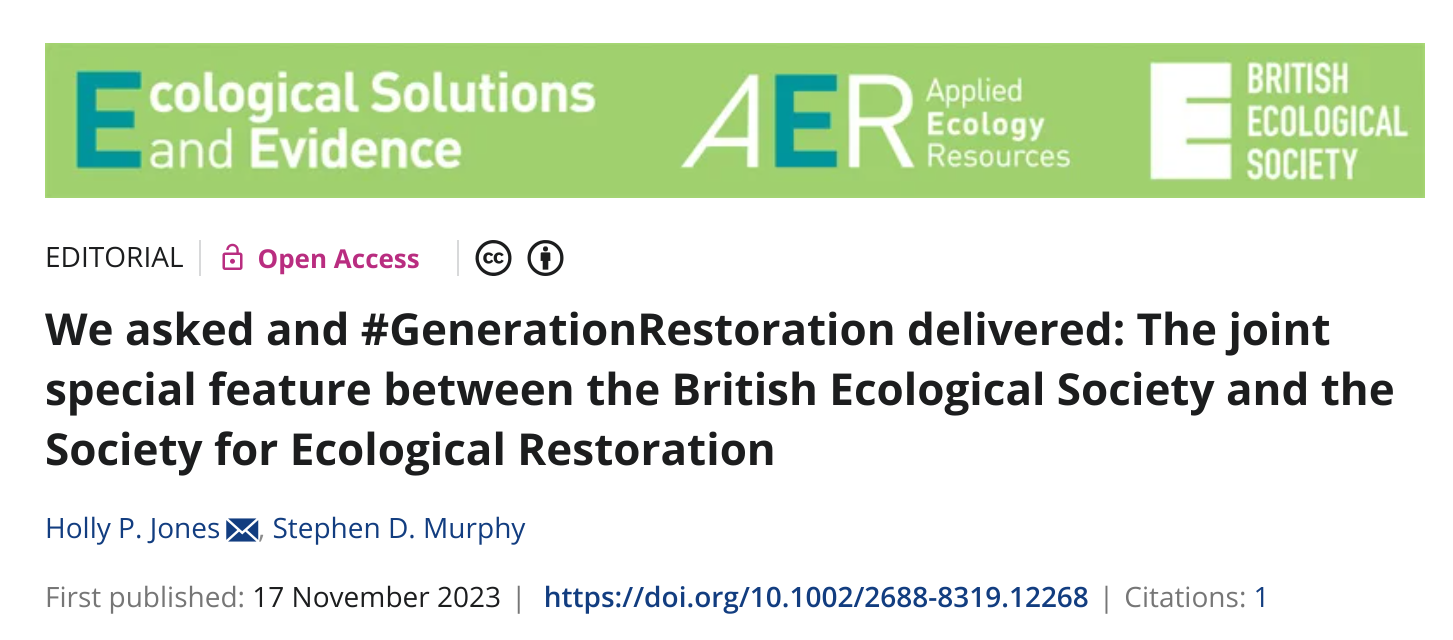 Ecological Solutions
and Evidence
AER Applied
Ecology
Resources
BRITISH
ECOLOGICAL
SOCIETY
EDITORIAL | Open Access | cc
We asked and #GenerationRestoration delivered: The joint
special feature between the British Ecological Society and the
Society for Ecological Restoration
Holly P. Jones, Stephen D. Murphy
First published: 17 November 2023 | https://doi.org/10.1002/2688-8319.12268 | Citations: 1